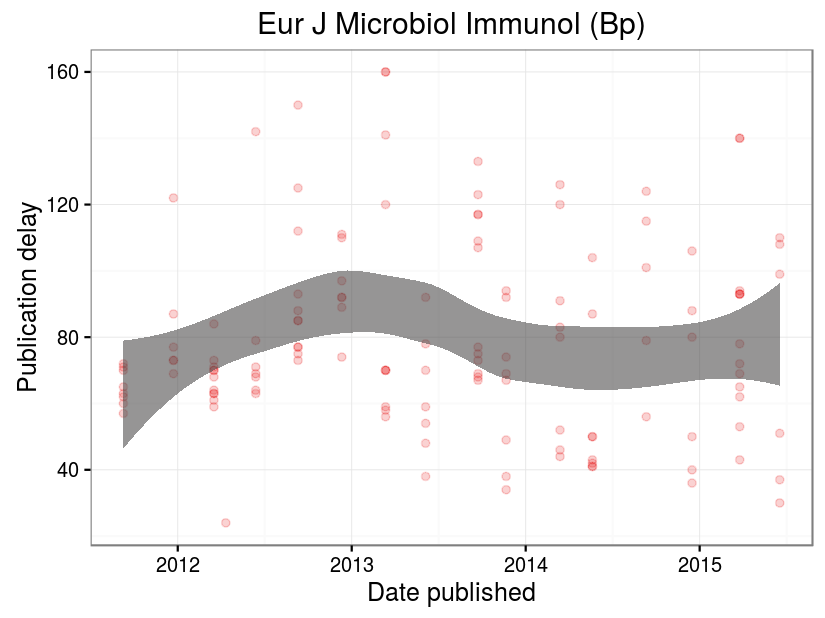 Eur J Microbiol Immunol (Bp)
Publication delay
160
120
80
40
2012 2013 2014 2015
Date published